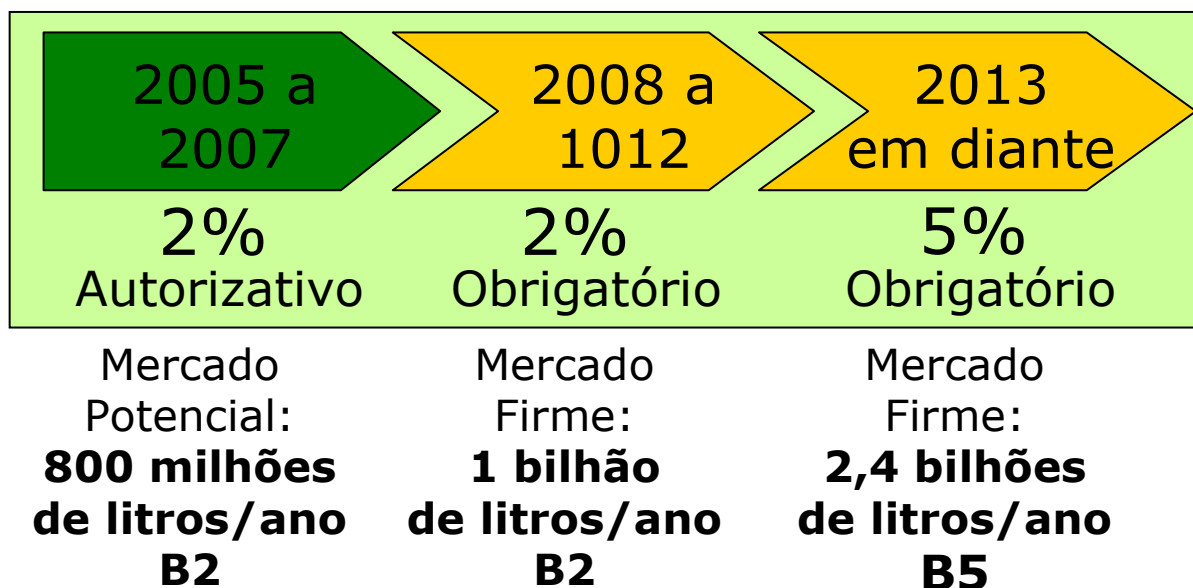 2005 a
2007
2%
Autorizativo
Mercado
Potencial:
800 milhões
de litros/ano
B2
2008 a
1012
2%
Obrigatório
Mercado
Firme:
1 bilhão
de litros/ano
B2
2013
em diante
5%
Obrigatório
Mercado
Firme:
2,4 bilhões
de litros/ano
B5